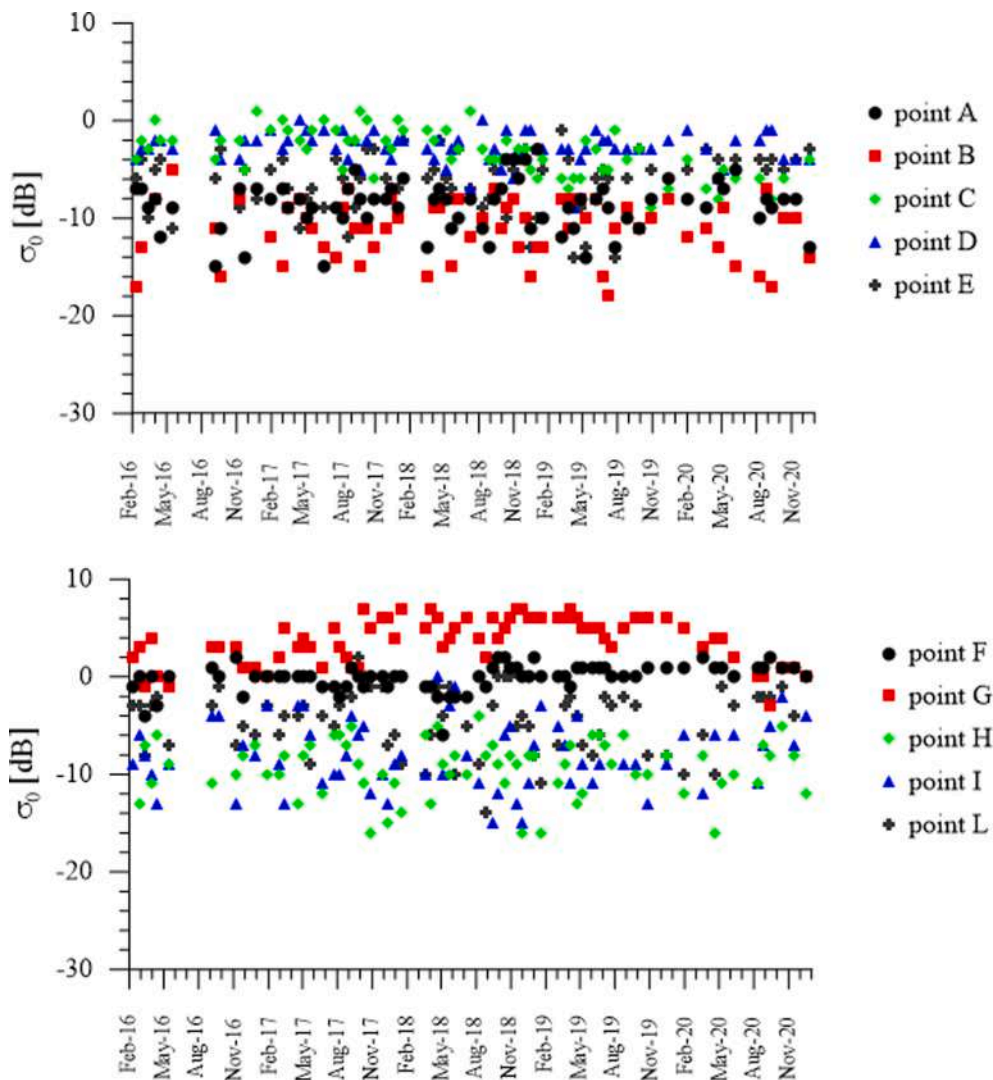 10
0
-10
-20
-30
σ0 [dB]
Feb-16
May-16
Aug-16
Nov-16
Feb-17
May-17
Aug-17
Nov-17
Feb-18
May-18
Aug-18
Nov-18
Feb-19
May-19
Aug-19
Nov-19
Feb-20
May-20
Aug-20
Nov-20
point A
point B
point C
point D
point E
10
0
-10
-20
-30
σ0 [dB]
Feb-16
May-16
Aug-16
Nov-16
Feb-17
May-17
Aug-17
Nov-17
Feb-18
May-18
Aug-18
Nov-18
Feb-19
May-19
Aug-19
Nov-19
Feb-20
May-20
Aug-20
Nov-20
point F
point G
point H
point I
point L